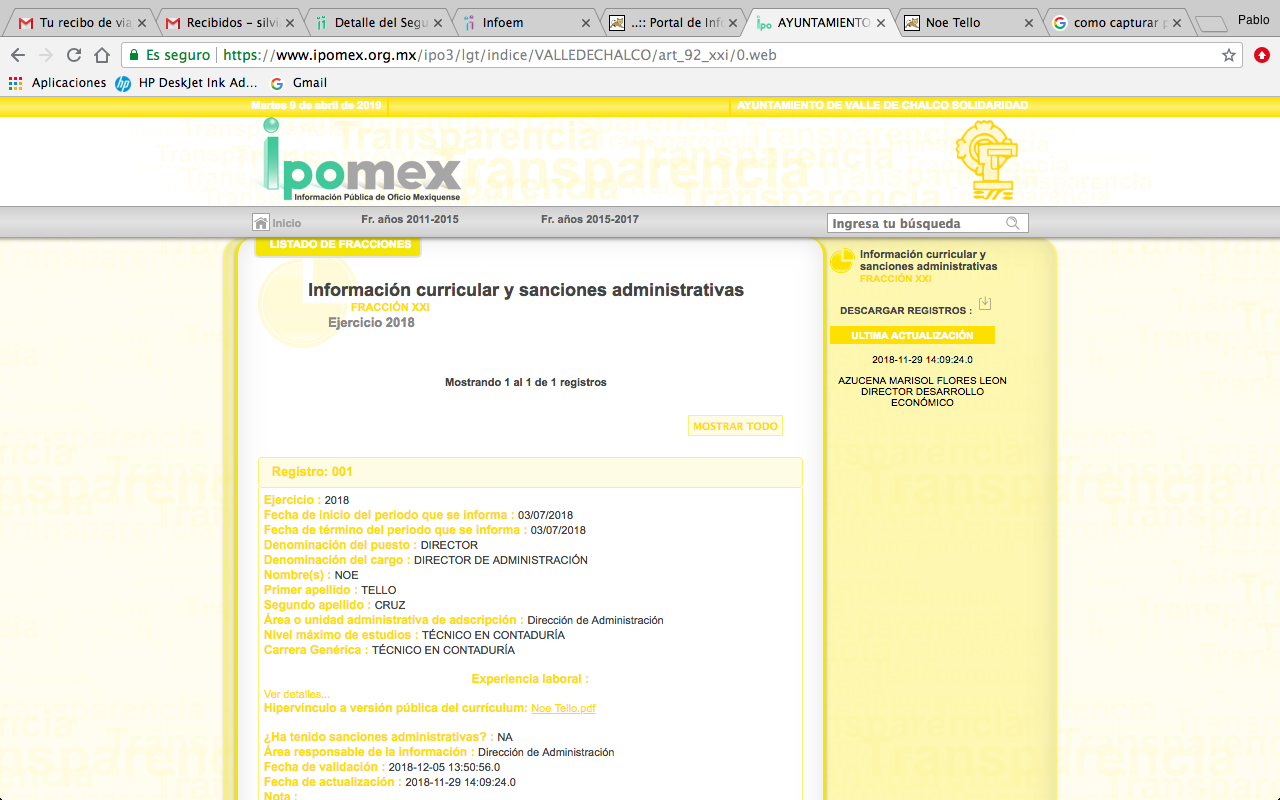 Tu recibo de via
Recibidos – silvi
Detalle del Segu
Infoem
..:: Portal de Info
AYUNTAMIENTO
Noe Tello
como capturar p
Pablo
Es seguro
https://www.ipomex.org.mx/ipo3/lgt/indice/VALLEDECHALCO/art_92_xxi/0.web
Aplicaciones
HP DeskJet Ink Ad...
Gmail
Martes 9 de abril de 2019
AYUNTAMIENTO DE VALLE DE CHALCO SOLIDARIDAD
ipomex
Información Pública de Oficio Mexiquense
Transparencia
Inicio
Fr. años 2011-2015
Fr. años 2015-2017
Ingresa tu búsqueda
LISTADO DE FRACCIONES
Información curricular y sanciones administrativas
FRACCIÓN XXI
Ejercicio 2018
Mostrando 1 al 1 de 1 registros
MOSTRAR TODO
Registro: 001
Ejercicio : 2018
Fecha de inicio del periodo que se informa : 03/07/2018
Fecha de término del periodo que se informa : 03/07/2018
Denominación del puesto : DIRECTOR
Denominación del cargo : DIRECTOR DE ADMINISTRACIÓN
Nombre(s) : NOE
Primer apellido : TELLO
Segundo apellido : CRUZ
Área o unidad administrativa de adscripción : Dirección de Administración
Nivel máximo de estudios : TÉCNICO EN CONTADURÍA
Carrera Genérica : TÉCNICO EN CONTADURÍA
Experiencia laboral :
Ver detalles...
Hipervínculo a versión pública del currículum: Noe Tello.pdf
¿Ha tenido sanciones administrativas? : NA
Área responsable de la información : Dirección de Administración
Fecha de validación : 2018-12-05 13:50:56.0
Fecha de actualización : 2018-11-29 14:09:24.0
Nota :
Información curricular y
sanciones administrativas
FRACCIÓN XXI
DESCARGAR REGISTROS :
ULTIMA ACTUALIZACIÓN
2018-11-29 14:09:24.0
AZUCENA MARISOL FLORES LEON
DIRECTOR DESARROLLO
ECONÓMICO